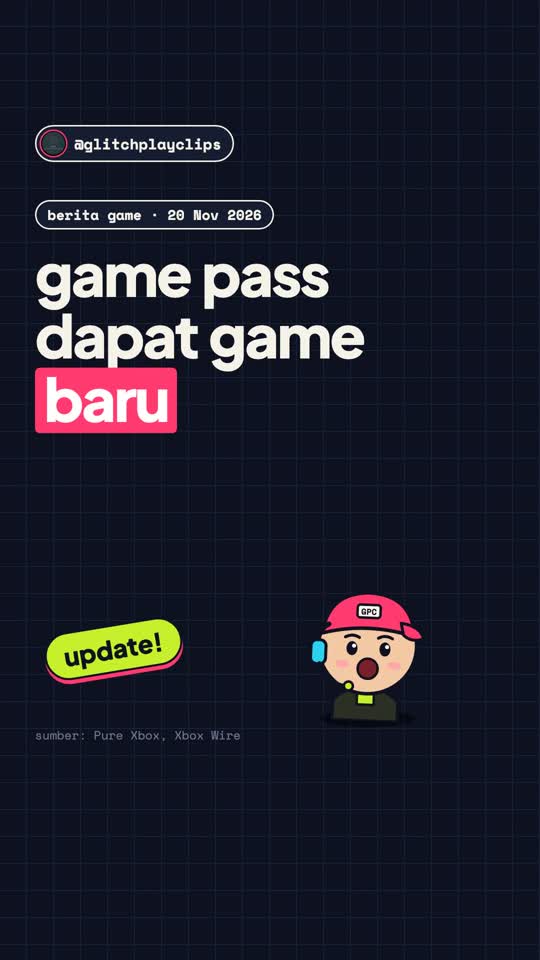 @glitchplayclips
berita game · 20 Nov 2026
game pass
dapat game
baru
GPC
update!
sumber: Pure Xbox, Xbox Wire